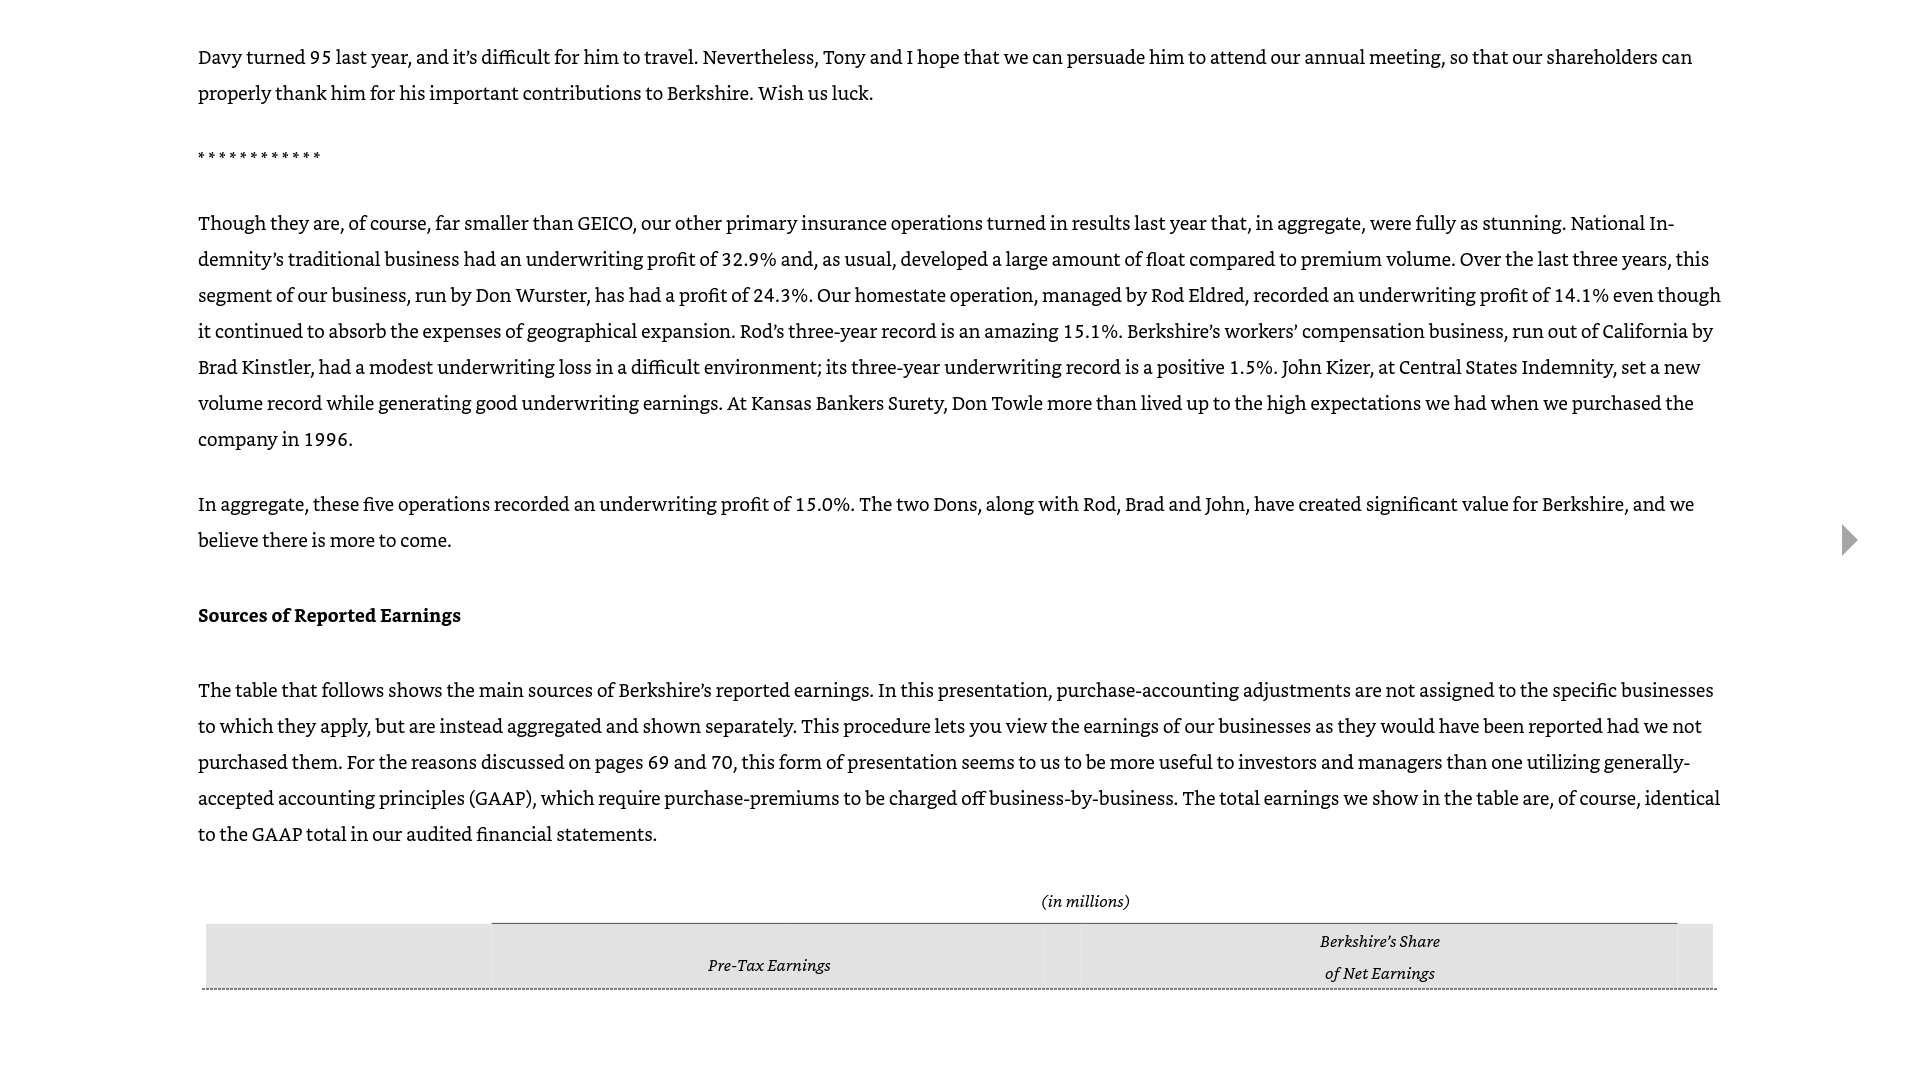 Davy turned 95 last year, and it’s difficult for him to travel. Nevertheless, Tony and I hope that we can persuade him to attend our annual meeting, so that our shareholders can
properly thank him for his important contributions to Berkshire. Wish us luck.
* * * * * * * * * * * *
Though they are, of course, far smaller than GEICO, our other primary insurance operations turned in results last year that, in aggregate, were fully as stunning. National In-
demnity’s traditional business had an underwriting profit of 32.9% and, as usual, developed a large amount of float compared to premium volume. Over the last three years, this
segment of our business, run by Don Wurster, has had a profit of 24.3%. Our homestate operation, managed by Rod Eldred, recorded an underwriting profit of 14.1% even though
it continued to absorb the expenses of geographical expansion. Rod’s three-year record is an amazing 15.1%. Berkshire’s workers’ compensation business, run out of California by
Brad Kinstler, had a modest underwriting loss in a difficult environment; its three-year underwriting record is a positive 1.5%. John Kizer, at Central States Indemnity, set a new
volume record while generating good underwriting earnings. At Kansas Bankers Surety, Don Towle more than lived up to the high expectations we had when we purchased the
company in 1996.
In aggregate, these five operations recorded an underwriting profit of 15.0%. The two Dons, along with Rod, Brad and John, have created significant value for Berkshire, and we
believe there is more to come.
Sources of Reported Earnings
The table that follows shows the main sources of Berkshire’s reported earnings. In this presentation, purchase-accounting adjustments are not assigned to the specific businesses
to which they apply, but are instead aggregated and shown separately. This procedure lets you view the earnings of our businesses as they would have been reported had we not
purchased them. For the reasons discussed on pages 69 and 70, this form of presentation seems to us to be more useful to investors and managers than one utilizing generally-
accepted accounting principles (GAAP), which require purchase-premiums to be charged off business-by-business. The total earnings we show in the table are, of course, identical
to the GAAP total in our audited financial statements.
(in millions)
Pre-Tax Earnings
Berkshire’s Share
of Net Earnings